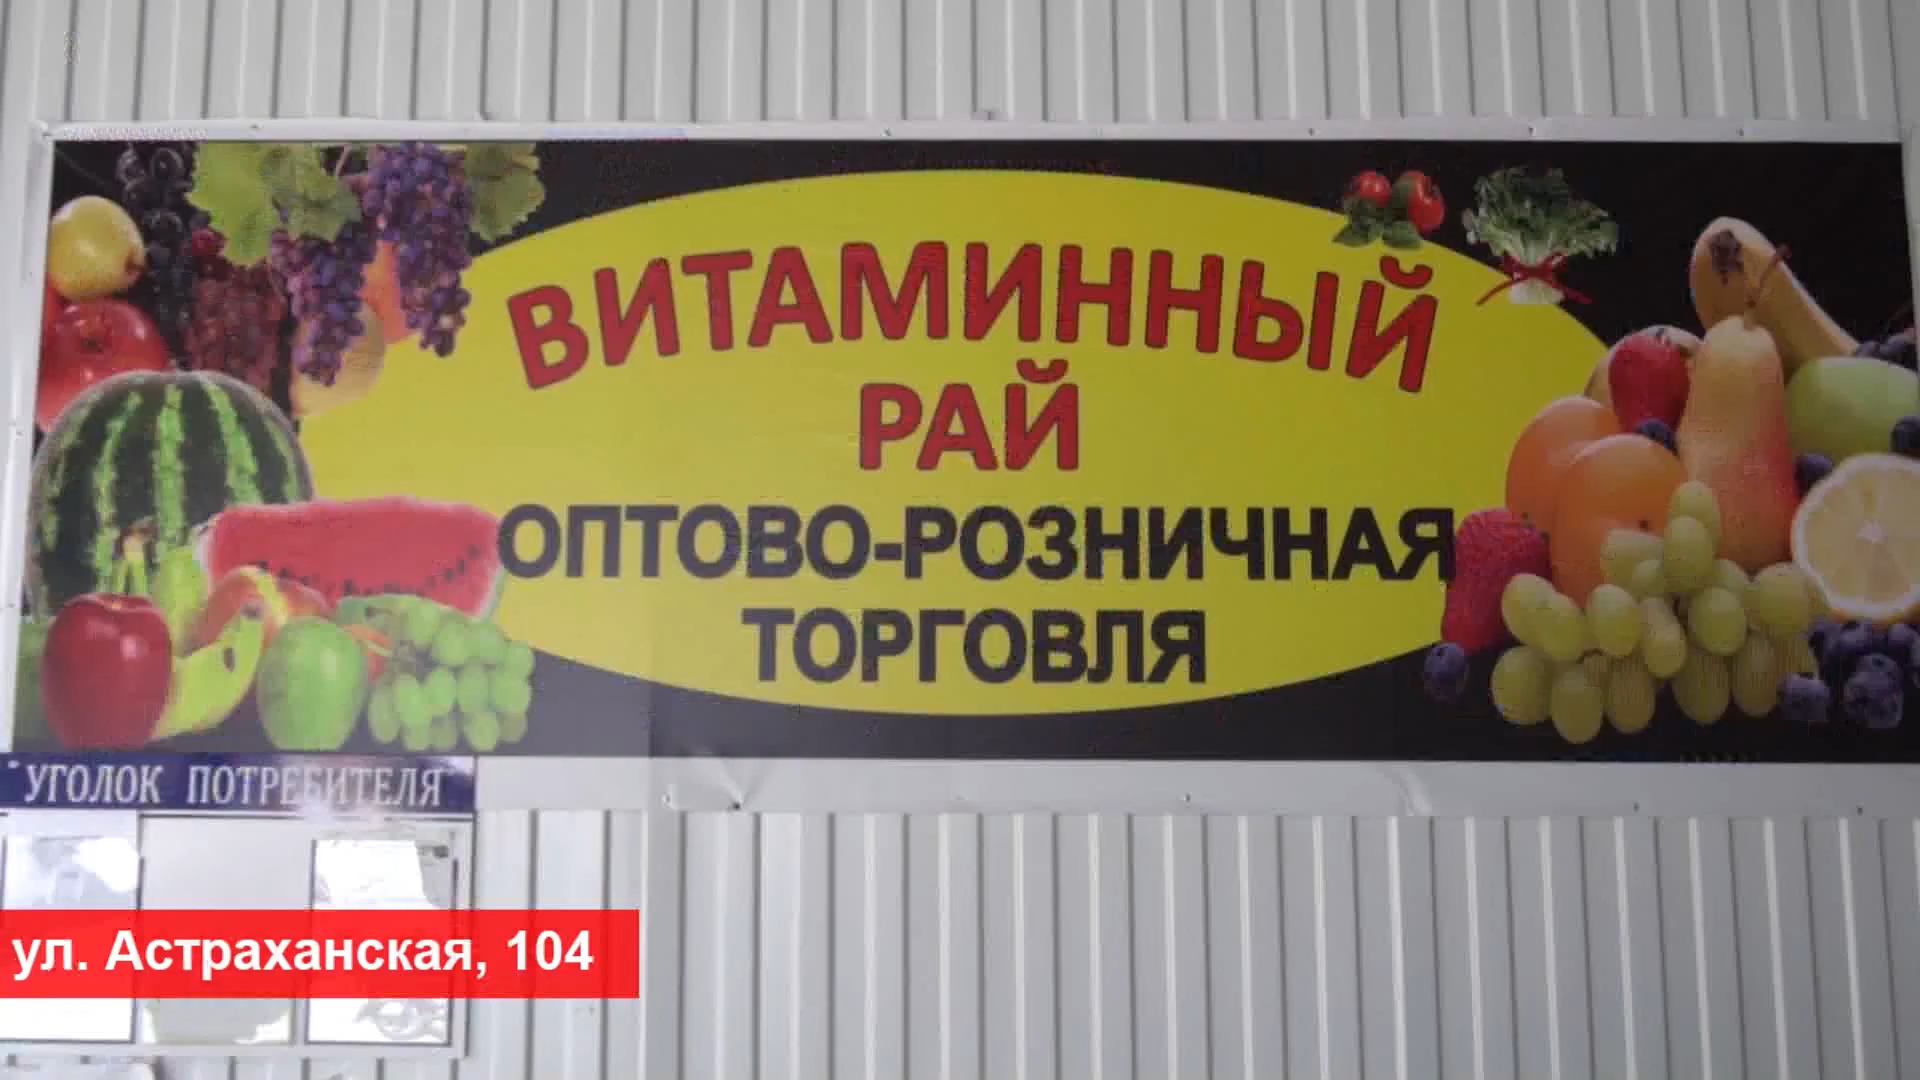 ВИТАМИННЫЙ
РАЙ
ОПТОВО-РОЗНИЧНАЯ
ТОРГОВЛЯ
"УГОЛОК ПОТРЕБИТЕЛЯ"
ул. Астраханская, 104